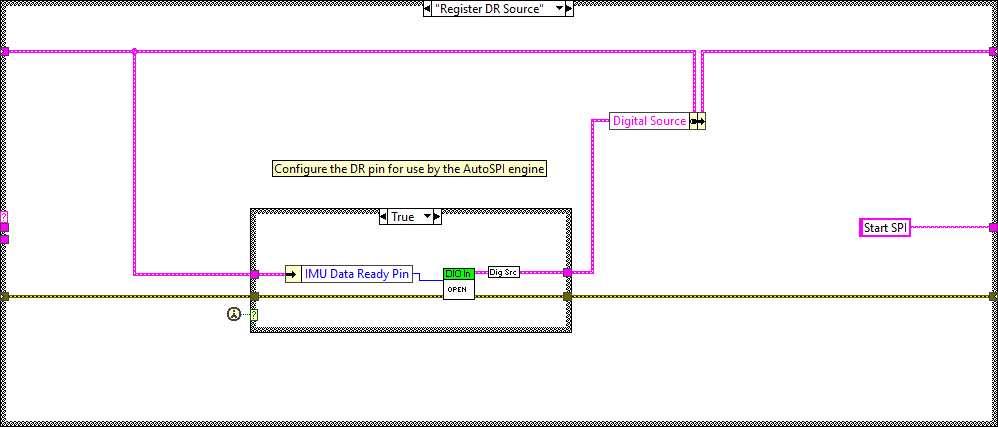 "Register DR Source"
Digital Source
Configure the DR pin for use by the AutoSPI engine
True
Start SPI
IMU Data Ready Pin
DIO In
Dig Src
OPEN
?
?